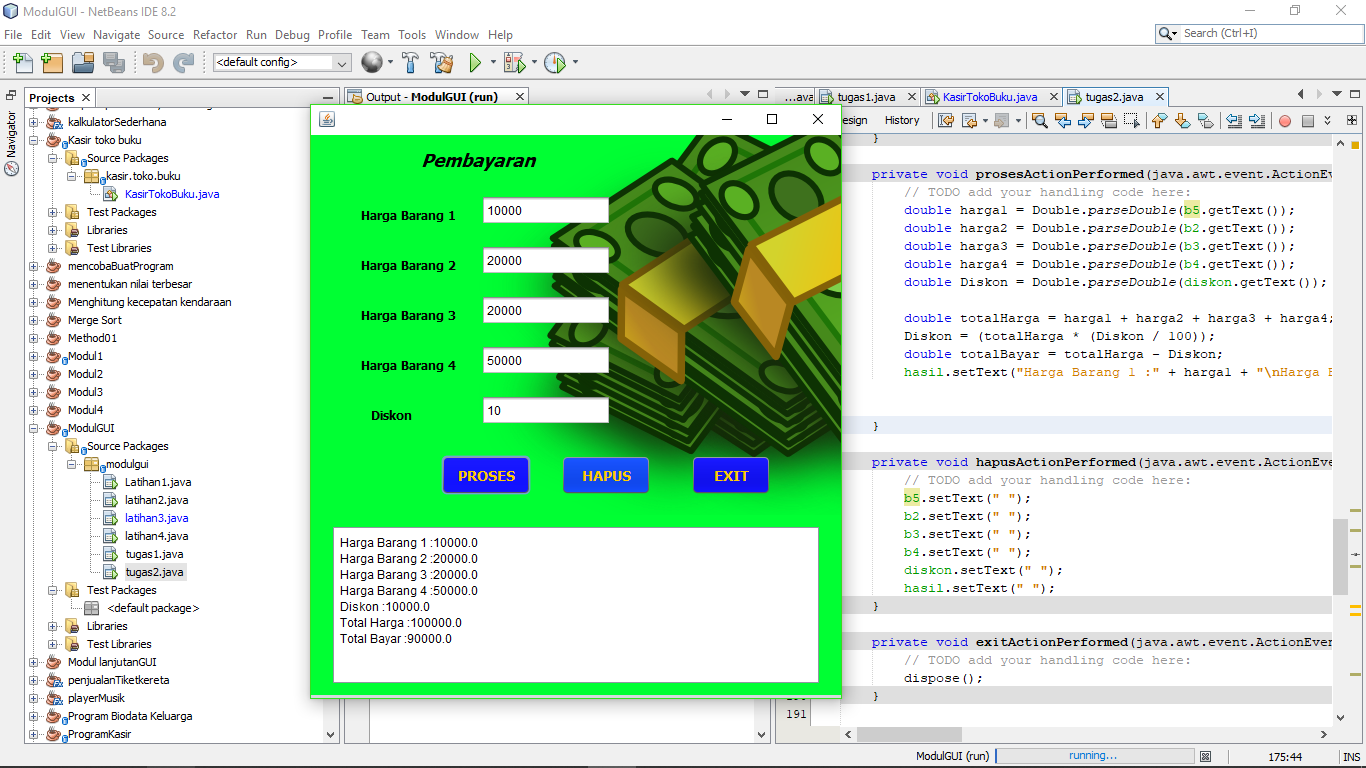 ModulGUI - NetBeans IDE 8.2
File Edit View Navigate Source Refactor Run Debug Profile Team Tools Window Help
Search (Ctrl+I)
<default config>
Navigator
Projects
kalkulatorSederhana
Kasir toko buku
Source Packages
kasir.toko.buku
KasirTokoBuku.java
Test Packages
Libraries
Test Libraries
mencobaBuatProgram
menentukan nilai terbesar
Menghitung kecepatan kendaraan
Merge Sort
Method01
Modul1
Modul2
Modul3
Modul4
ModulGUI
Source Packages
modulgui
Latihan1.java
latihan2.java
latihan3.java
latihan4.java
tugas1.java
tugas2.java
Test Packages
<default package>
Libraries
Test Libraries
Modul lanjutanGUI
penjualanTiketkereta
playerMusik
Program Biodata Keluarga
ProgramKasir
Output - ModulGUI (run)
Pembayaran
Harga Barang 1 10000
Harga Barang 2 20000
Harga Barang 3 20000
Harga Barang 4 50000
Diskon 10
PROSES HAPUS EXIT
Harga Barang 1 :10000.0
Harga Barang 2 :20000.0
Harga Barang 3 :20000.0
Harga Barang 4 :50000.0
Diskon :10000.0
Total Harga :100000.0
Total Bayar :90000.0
...ava tugas1.java KasirTokoBuku.java tugas2.java
esign History
}
private void prosesActionPerformed(java.awt.event.ActionEv
// TODO add your handling code here:
double harga1 = Double.parseDouble(b5.getText());
double harga2 = Double.parseDouble(b2.getText());
double harga3 = Double.parseDouble(b3.getText());
double harga4 = Double.parseDouble(b4.getText());
double Diskon = Double.parseDouble(diskon.getText());
double totalHarga = harga1 + harga2 + harga3 + harga4;
Diskon = (totalHarga * (Diskon / 100));
double totalBayar = totalHarga - Diskon;
hasil.setText("Harga Barang 1 :" + harga1 + "\nHarga B
}
private void hapusActionPerformed(java.awt.event.ActionEve
// TODO add your handling code here:
b5.setText(" ");
b2.setText(" ");
b3.setText(" ");
b4.setText(" ");
diskon.setText(" ");
hasil.setText(" ");
}
private void exitActionPerformed(java.awt.event.ActionEven
// TODO add your handling code here:
dispose();
}
191
ModulGUI (run) running... 175:44 INS